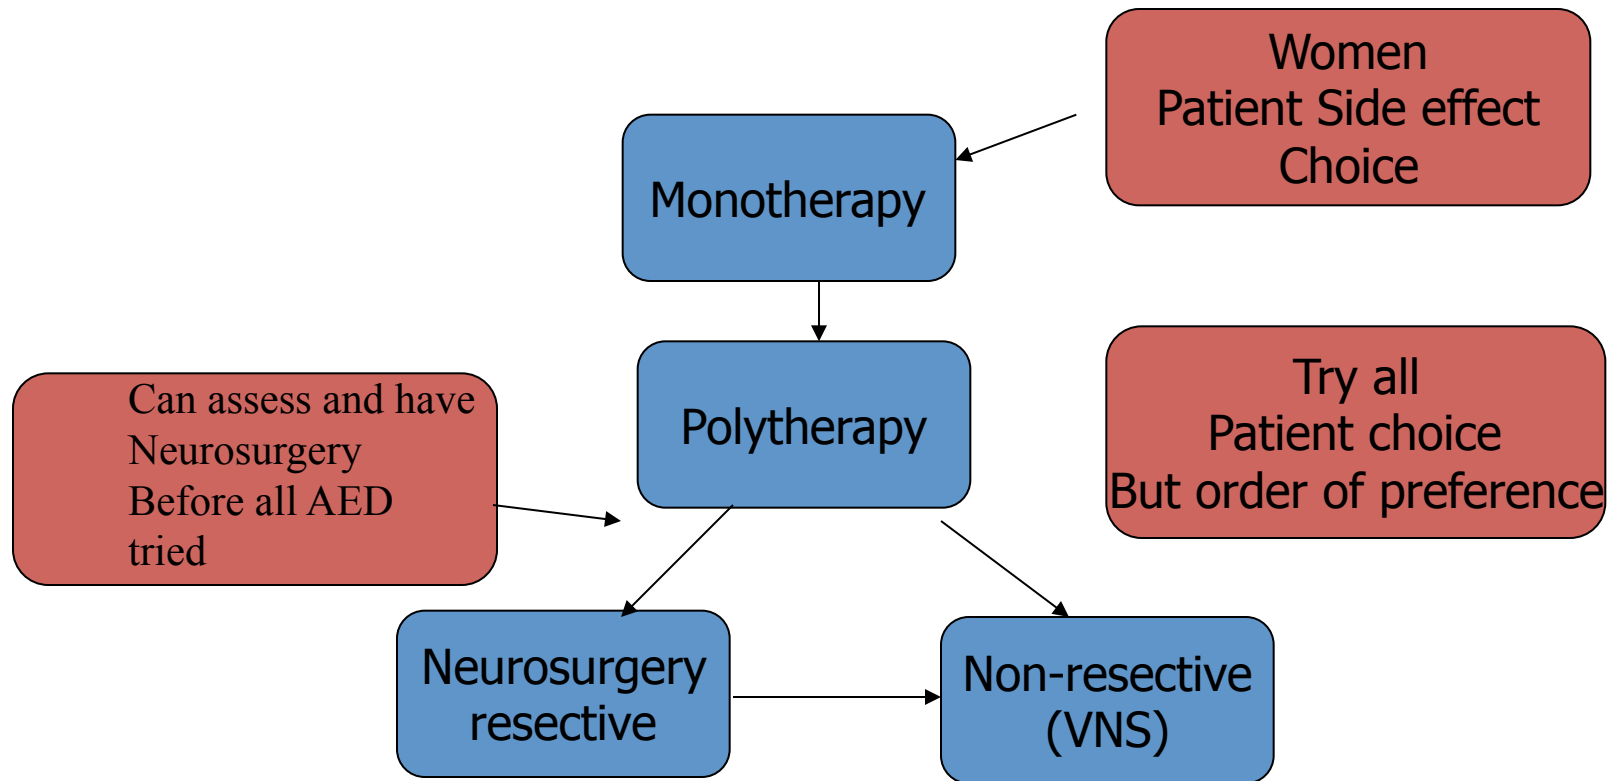 Women
Patient Side effect
Choice
Monotherapy
Try all
Patient choice
But order of preference
Polytherapy
Can assess and have
Neurosurgery
Before all AED
tried
Neurosurgery
resective
Non-resective
(VNS)